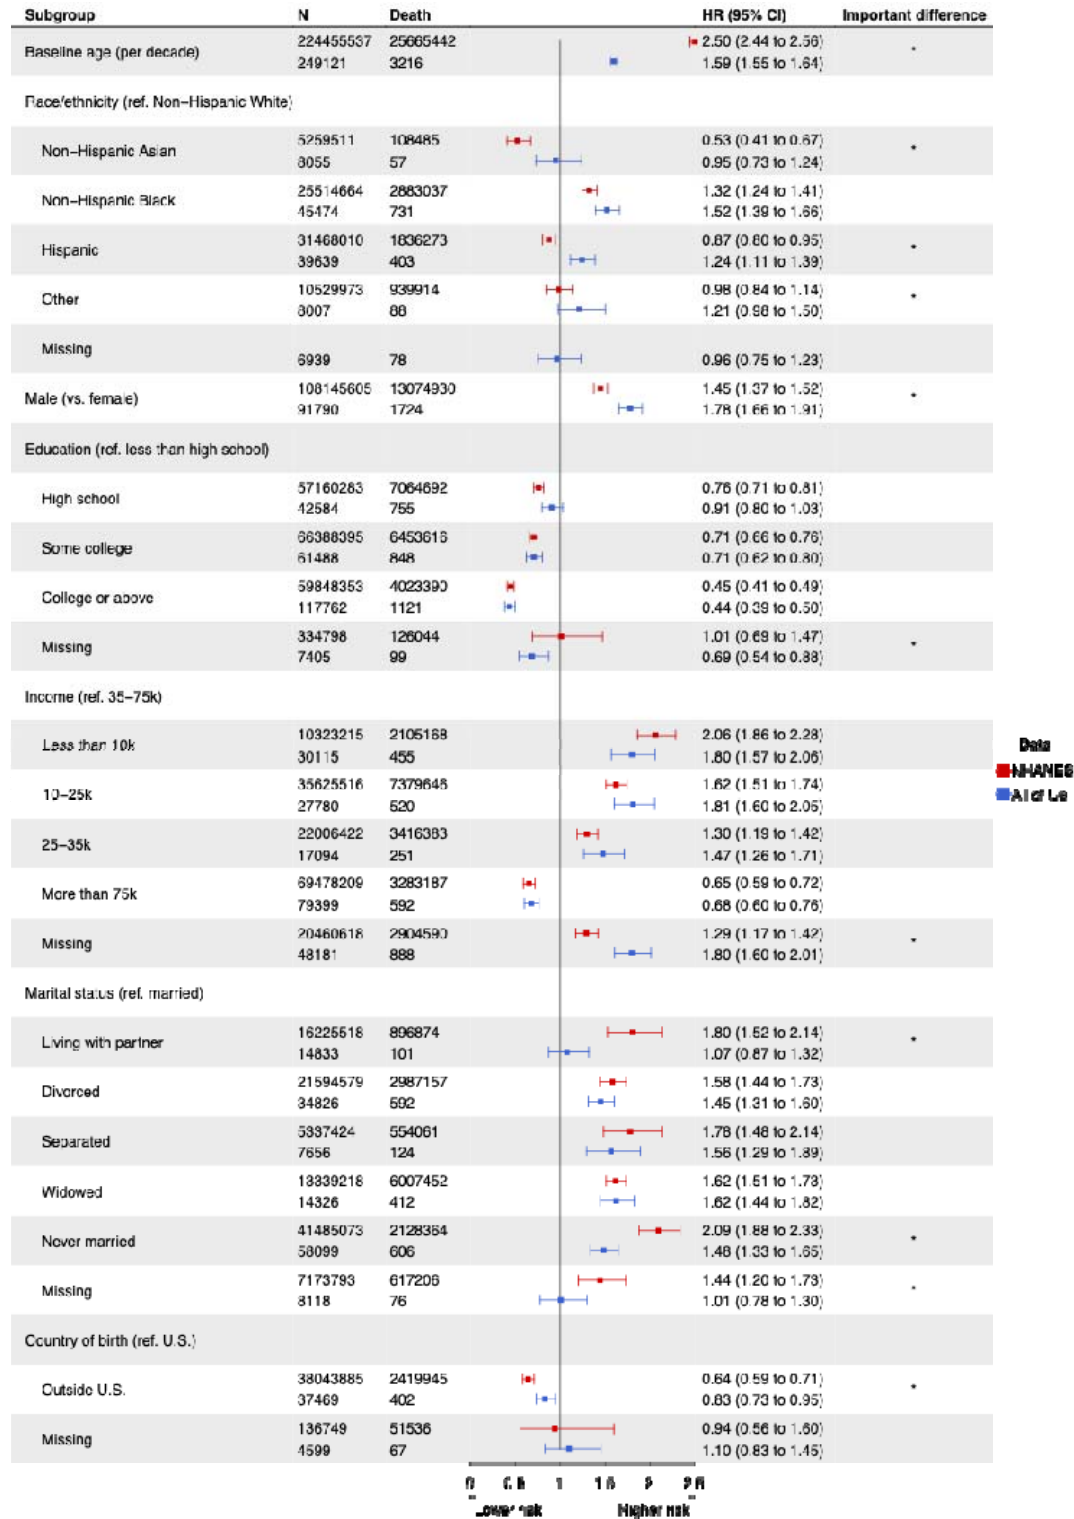 Subgroup N Death HR (95% CI) Important difference
Baseline age (per decade)
224455537 25665442 2.50 (2.44 to 2.56) *
249121 3216 1.59 (1.55 to 1.64)
Race/ethnicity (ref. Non-Hispanic White)
Non-Hispanic Asian
5259511 108485 0.53 (0.41 to 0.67) *
8055 57 0.95 (0.73 to 1.24)
Non-Hispanic Black
25514664 2883037 1.32 (1.24 to 1.41)
45474 731 1.52 (1.39 to 1.66)
Hispanic
31468010 1836273 0.87 (0.80 to 0.95) *
39639 403 1.24 (1.11 to 1.39)
Other
10529973 939914 0.98 (0.84 to 1.14) *
8007 88 1.21 (0.98 to 1.50)
Missing
6939 78 0.96 (0.75 to 1.23)
Male (vs. female)
108145605 13074930 1.45 (1.37 to 1.52) *
91790 1724 1.78 (1.66 to 1.91)
Education (ref. less than high school)
High school
57160283 7064692 0.76 (0.71 to 0.81)
42584 755 0.91 (0.80 to 1.03)
Some college
66388395 6453616 0.71 (0.66 to 0.76)
61488 848 0.71 (0.62 to 0.80)
College or above
59848353 4023390 0.45 (0.41 to 0.49)
117762 1121 0.44 (0.39 to 0.50)
Missing
334798 126044 1.01 (0.69 to 1.47) *
7405 99 0.69 (0.54 to 0.88)
Income (ref. 35-75k)
Less than 10k
10323215 2105168 2.06 (1.86 to 2.28)
30115 455 1.80 (1.57 to 2.06)
10-25k
35625516 7379646 1.62 (1.51 to 1.74)
27780 520 1.81 (1.60 to 2.05)
25-35k
22006422 3416383 1.30 (1.19 to 1.42)
17094 251 1.47 (1.26 to 1.71)
More than 75k
69478209 3283187 0.65 (0.59 to 0.72)
79399 592 0.68 (0.60 to 0.76)
Missing
20460618 2904590 1.29 (1.17 to 1.42) *
48181 888 1.80 (1.60 to 2.01)
Marital status (ref. married)
Living with partner
16225518 896874 1.80 (1.52 to 2.14) *
14833 101 1.07 (0.87 to 1.32)
Divorced
21594579 2987157 1.58 (1.44 to 1.73)
34826 592 1.45 (1.31 to 1.60)
Separated
5337424 554061 1.78 (1.48 to 2.14)
7656 124 1.56 (1.29 to 1.89)
Widowed
13839218 6007452 1.62 (1.51 to 1.73)
14326 412 1.62 (1.44 to 1.82)
Never married
41485073 2128364 2.09 (1.88 to 2.33) *
58099 606 1.48 (1.33 to 1.65)
Missing
7173793 617206 1.44 (1.20 to 1.73) *
8118 76 1.01 (0.78 to 1.30)
Country of birth (ref. U.S.)
Outside U.S.
38043885 2419945 0.64 (0.59 to 0.71) *
37469 402 0.83 (0.73 to 0.95)
Missing
136749 51536 0.94 (0.56 to 1.60)
4599 67 1.10 (0.83 to 1.45)
0 0.5 1 1.5 2 2.5
Lower risk Higher risk
Data
NHANES
All of Us